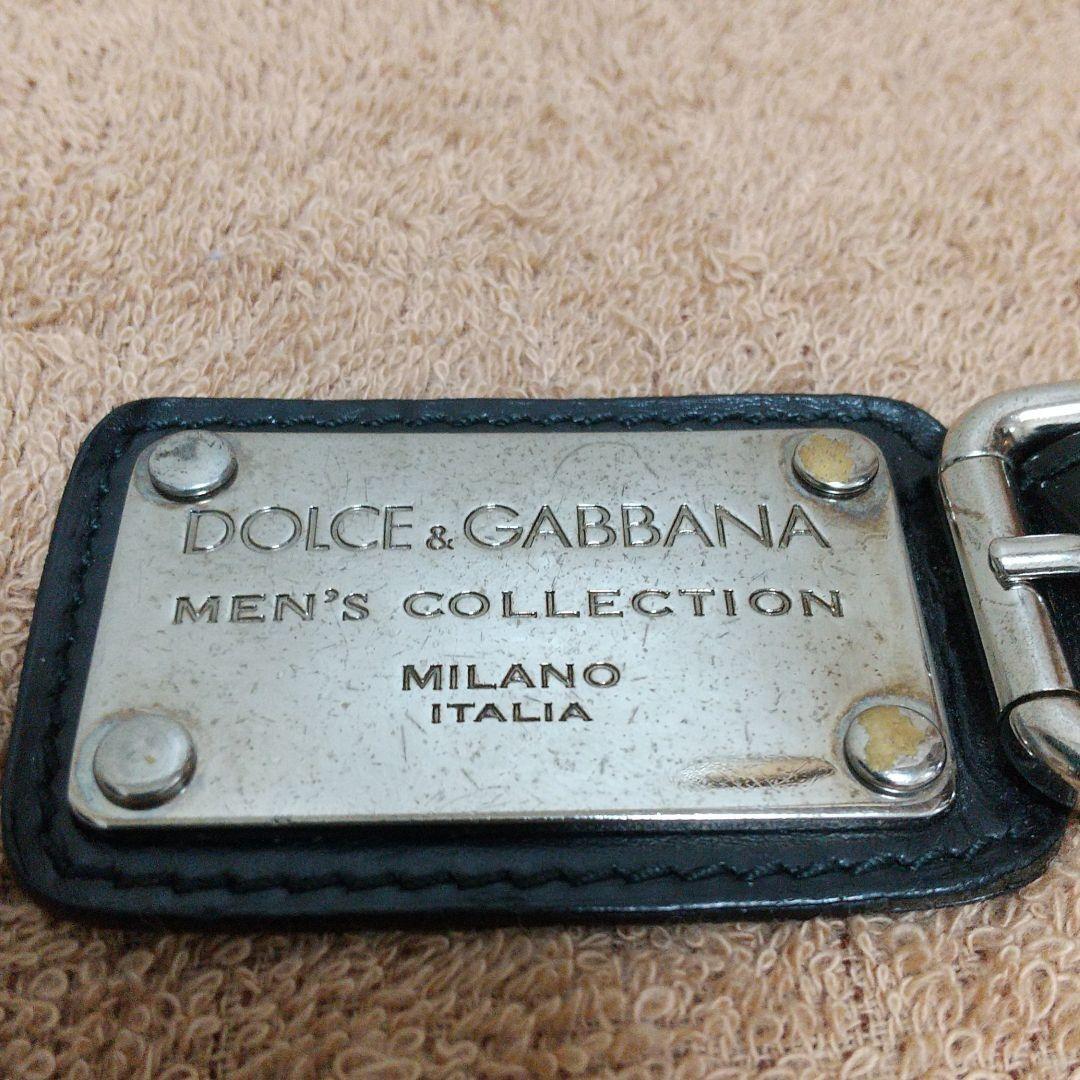 DOLCE & GABBANA
MEN'S COLLECTION
MILANO
ITALIA